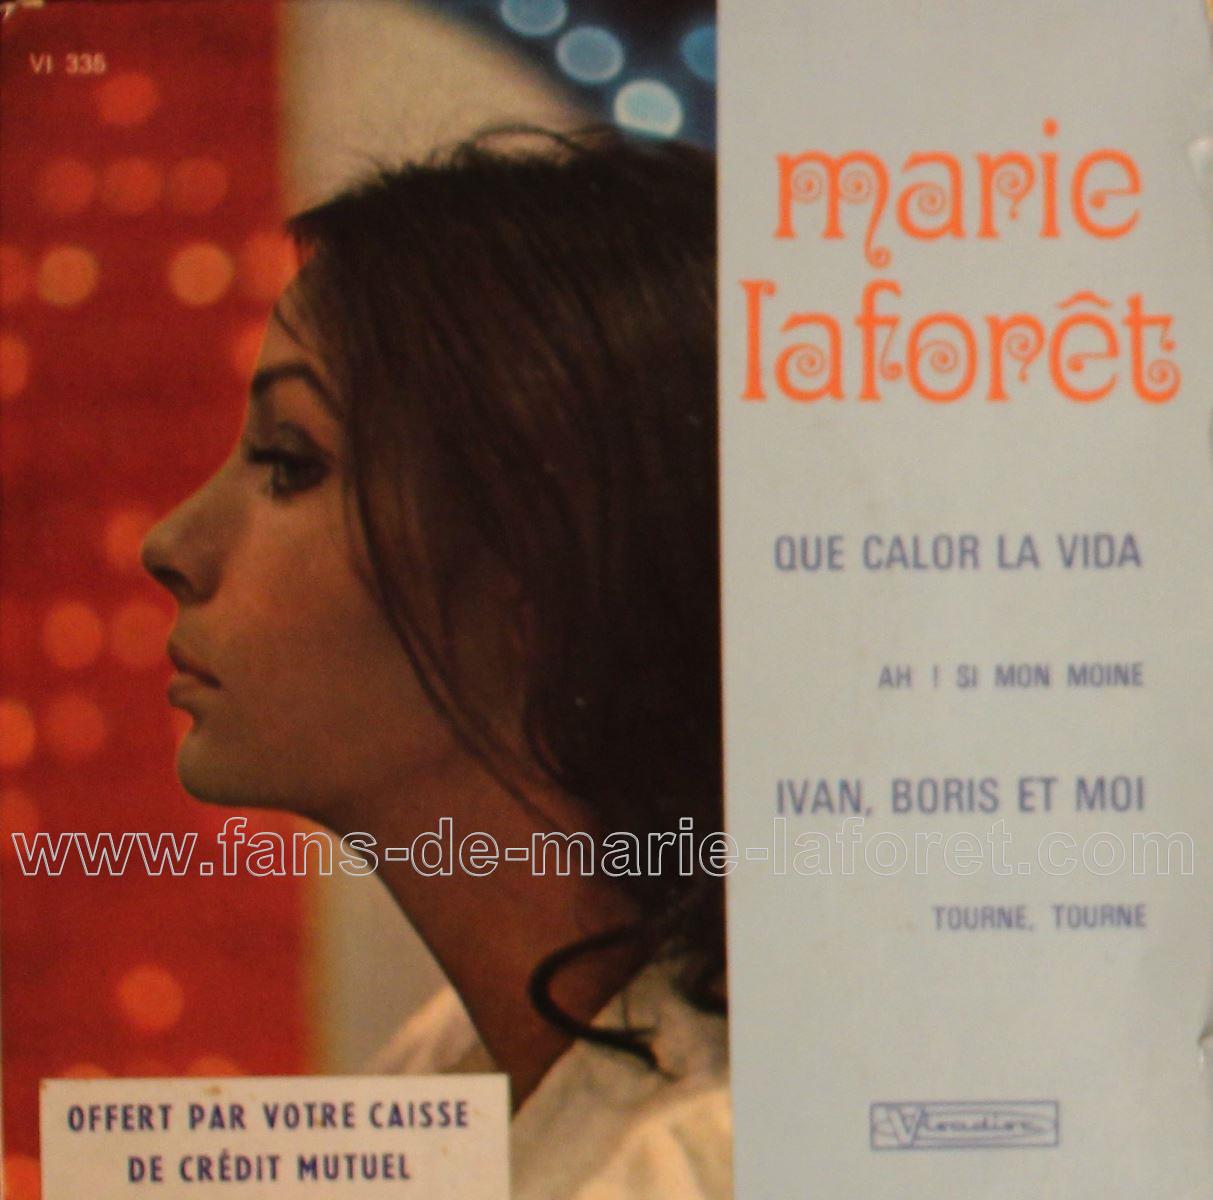 VI 335
marie
laforêt
QUE CALOR LA VIDA
AH ! SI MON MOINE
IVAN, BORIS ET MOI
www.fans-de-marie-laforet.com
TOURNE, TOURNE
OFFERT PAR VOTRE CAISSE
DE CRÉDIT MUTUEL
Visadisc